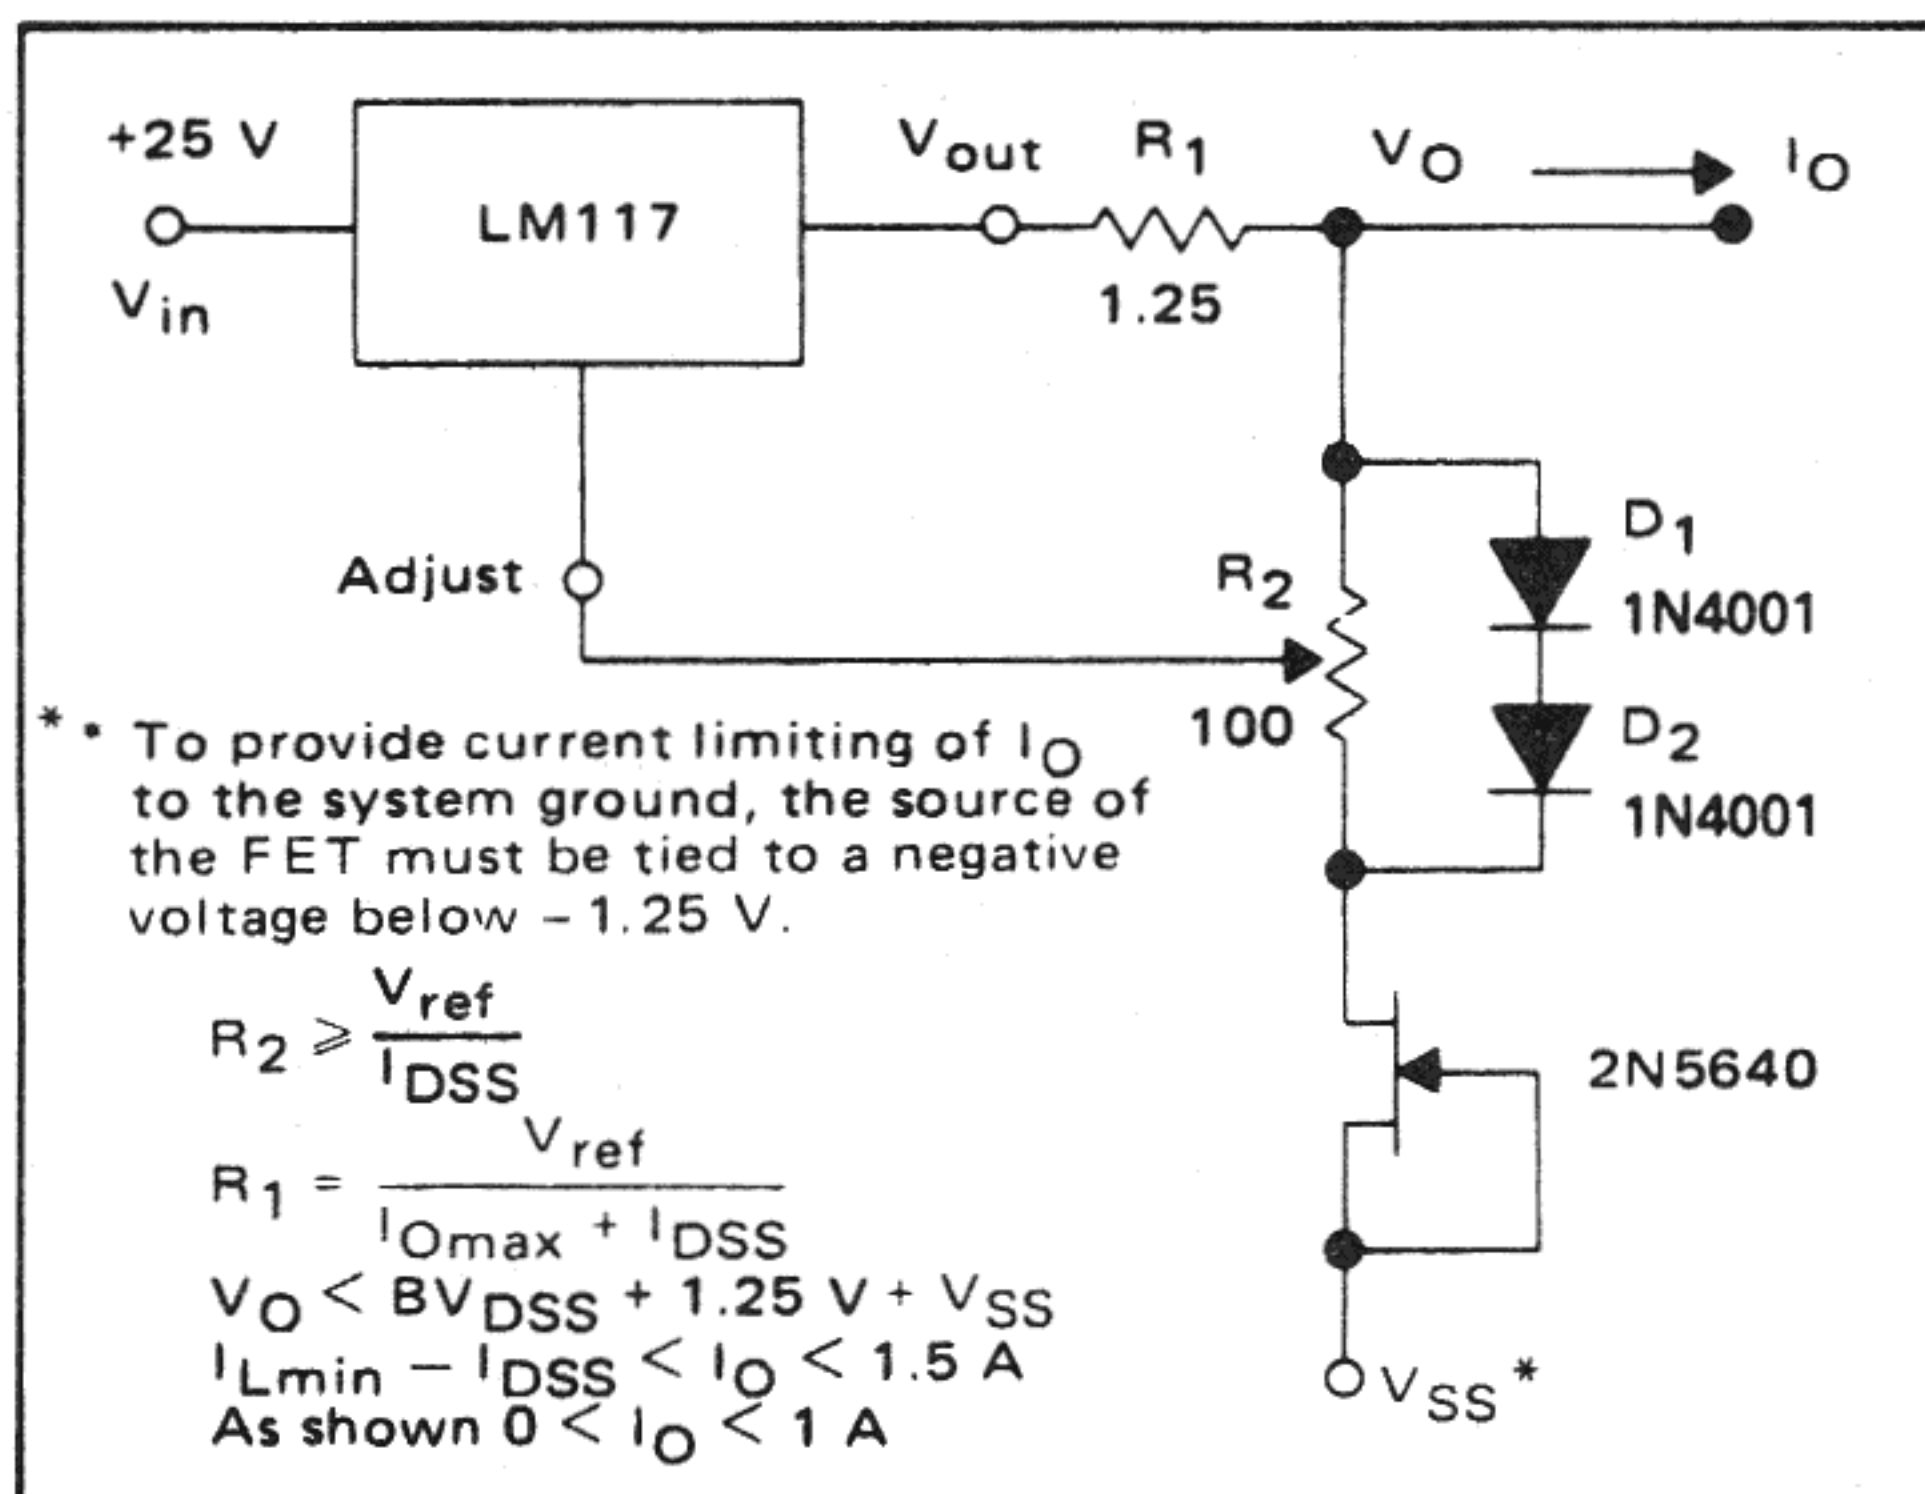 +25 V
Vin
LM117
Vout
R1
1.25
VO
IO
Adjust
R2
100
D1
1N4001
D2
1N4001
2N5640
VSS*
* • To provide current limiting of IO
to the system ground, the source of
the FET must be tied to a negative
voltage below – 1.25 V.
R2 ⩾ Vref / IDSS
R1 = Vref / IOmax + IDSS
VO < BVDSS + 1.25 V + VSS
ILmin – IDSS < IO < 1.5 A
As shown 0 < IO < 1 A